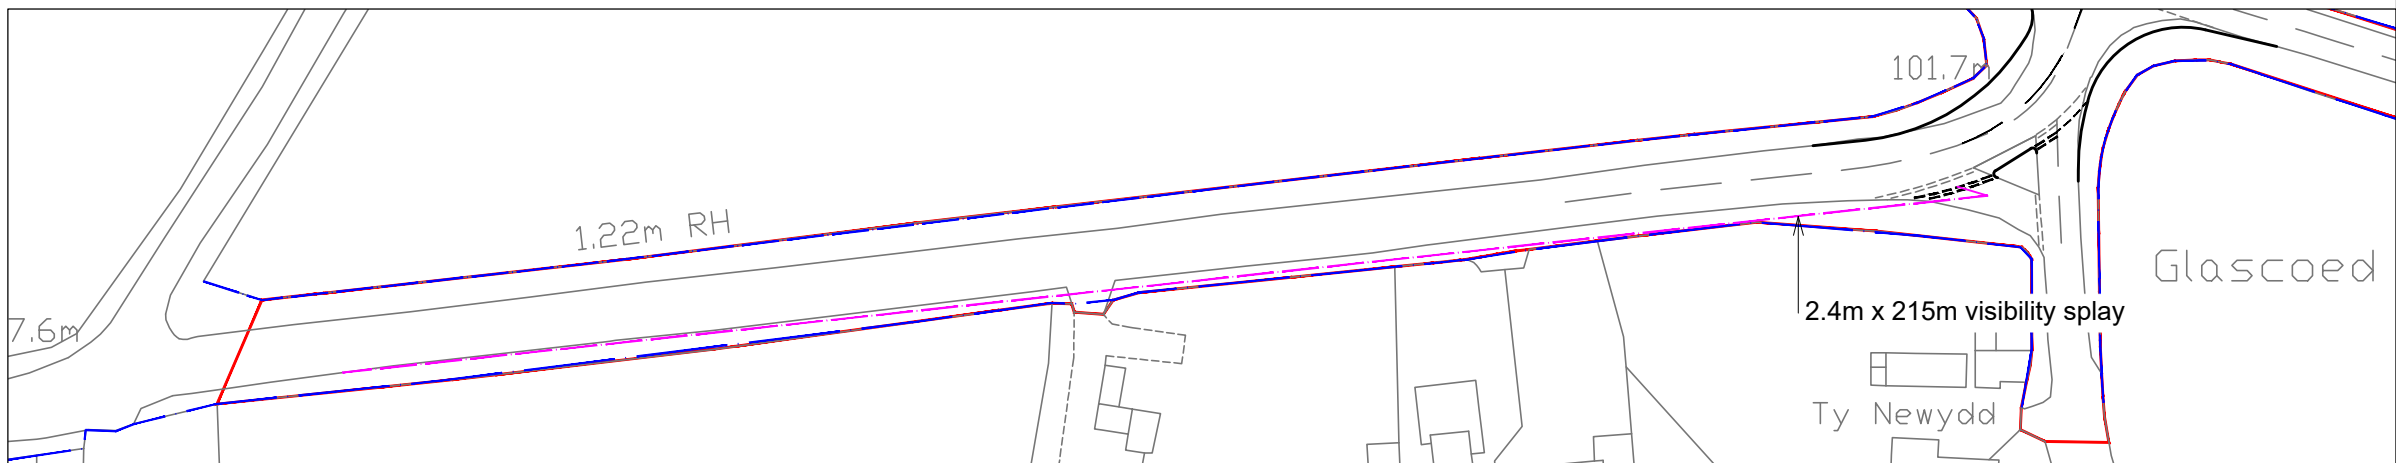 101.7m
1.22m RH
Glascoed
7.6m
2.4m x 215m visibility splay
Ty Newydd